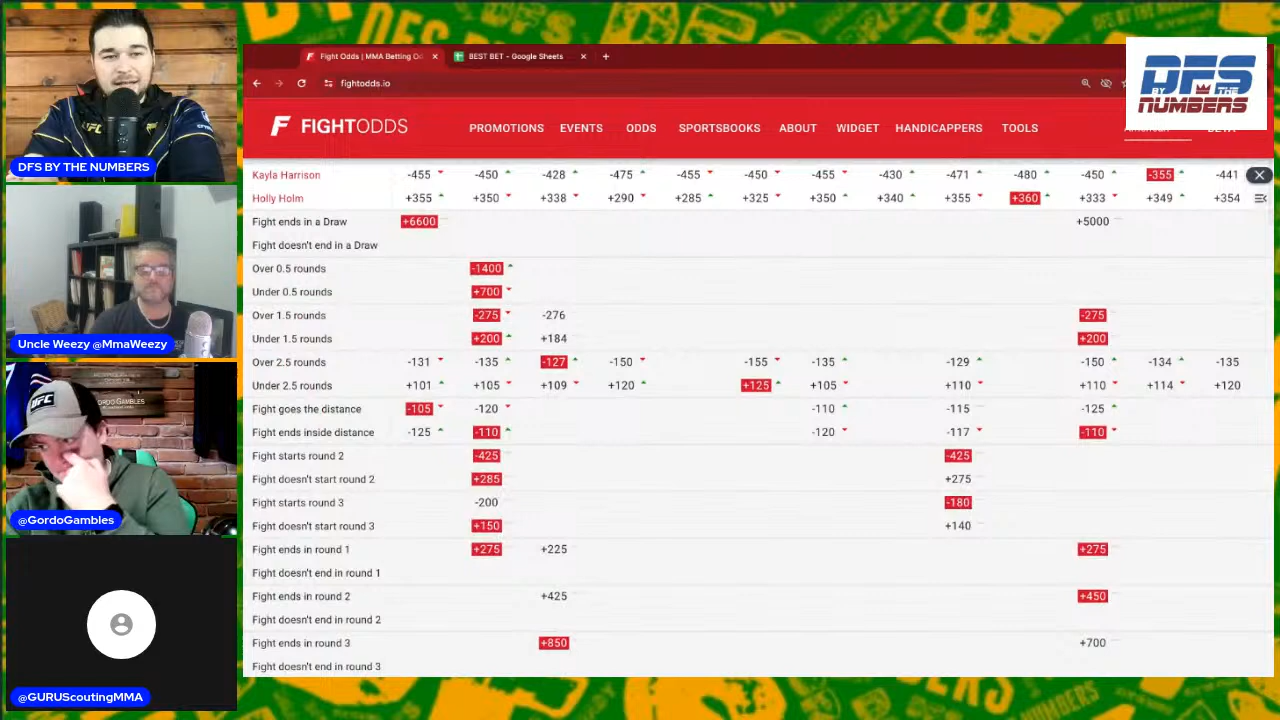 DFS BY THE NUMBERS
Uncle Weezy @MmaWeezy
UFC
@GordoGambles
@GURUScoutingMMA
Fight Odds | MMA Betting Od
BEST BET - Google Sheets
fightodds.io
DFS
BY THE
NUMBERS
FIGHTODDS
PROMOTIONS EVENTS ODDS SPORTSBOOKS ABOUT WIDGET HANDICAPPERS TOOLS
Kayla Harrison -455 -450 -428 -475 -455 -450 -455 -430 -471 -480 -450 -355 -441
Holly Holm +355 +350 +338 +290 +285 +325 +350 +340 +355 +360 +333 +349 +354
Fight ends in a Draw +6600 +5000
Fight doesn't end in a Draw
Over 0.5 rounds -1400
Under 0.5 rounds +700
Over 1.5 rounds -275 -276 -275
Under 1.5 rounds +200 +184 +200
Over 2.5 rounds -131 -135 -127 -150 -155 -135 -129 -150 -134 -135
Under 2.5 rounds +101 +105 +109 +120 +125 +105 +110 +110 +114 +120
Fight goes the distance -105 -120 -110 -115 -125
Fight ends inside distance -125 -110 -120 -117 -110
Fight starts round 2 -425 -425
Fight doesn't start round 2 +285 +275
Fight starts round 3 -200 -180
Fight doesn't start round 3 +150 +140
Fight ends in round 1 +275 +225 +275
Fight doesn't end in round 1
Fight ends in round 2 +425 +450
Fight doesn't end in round 2
Fight ends in round 3 +850 +700
Fight doesn't end in round 3